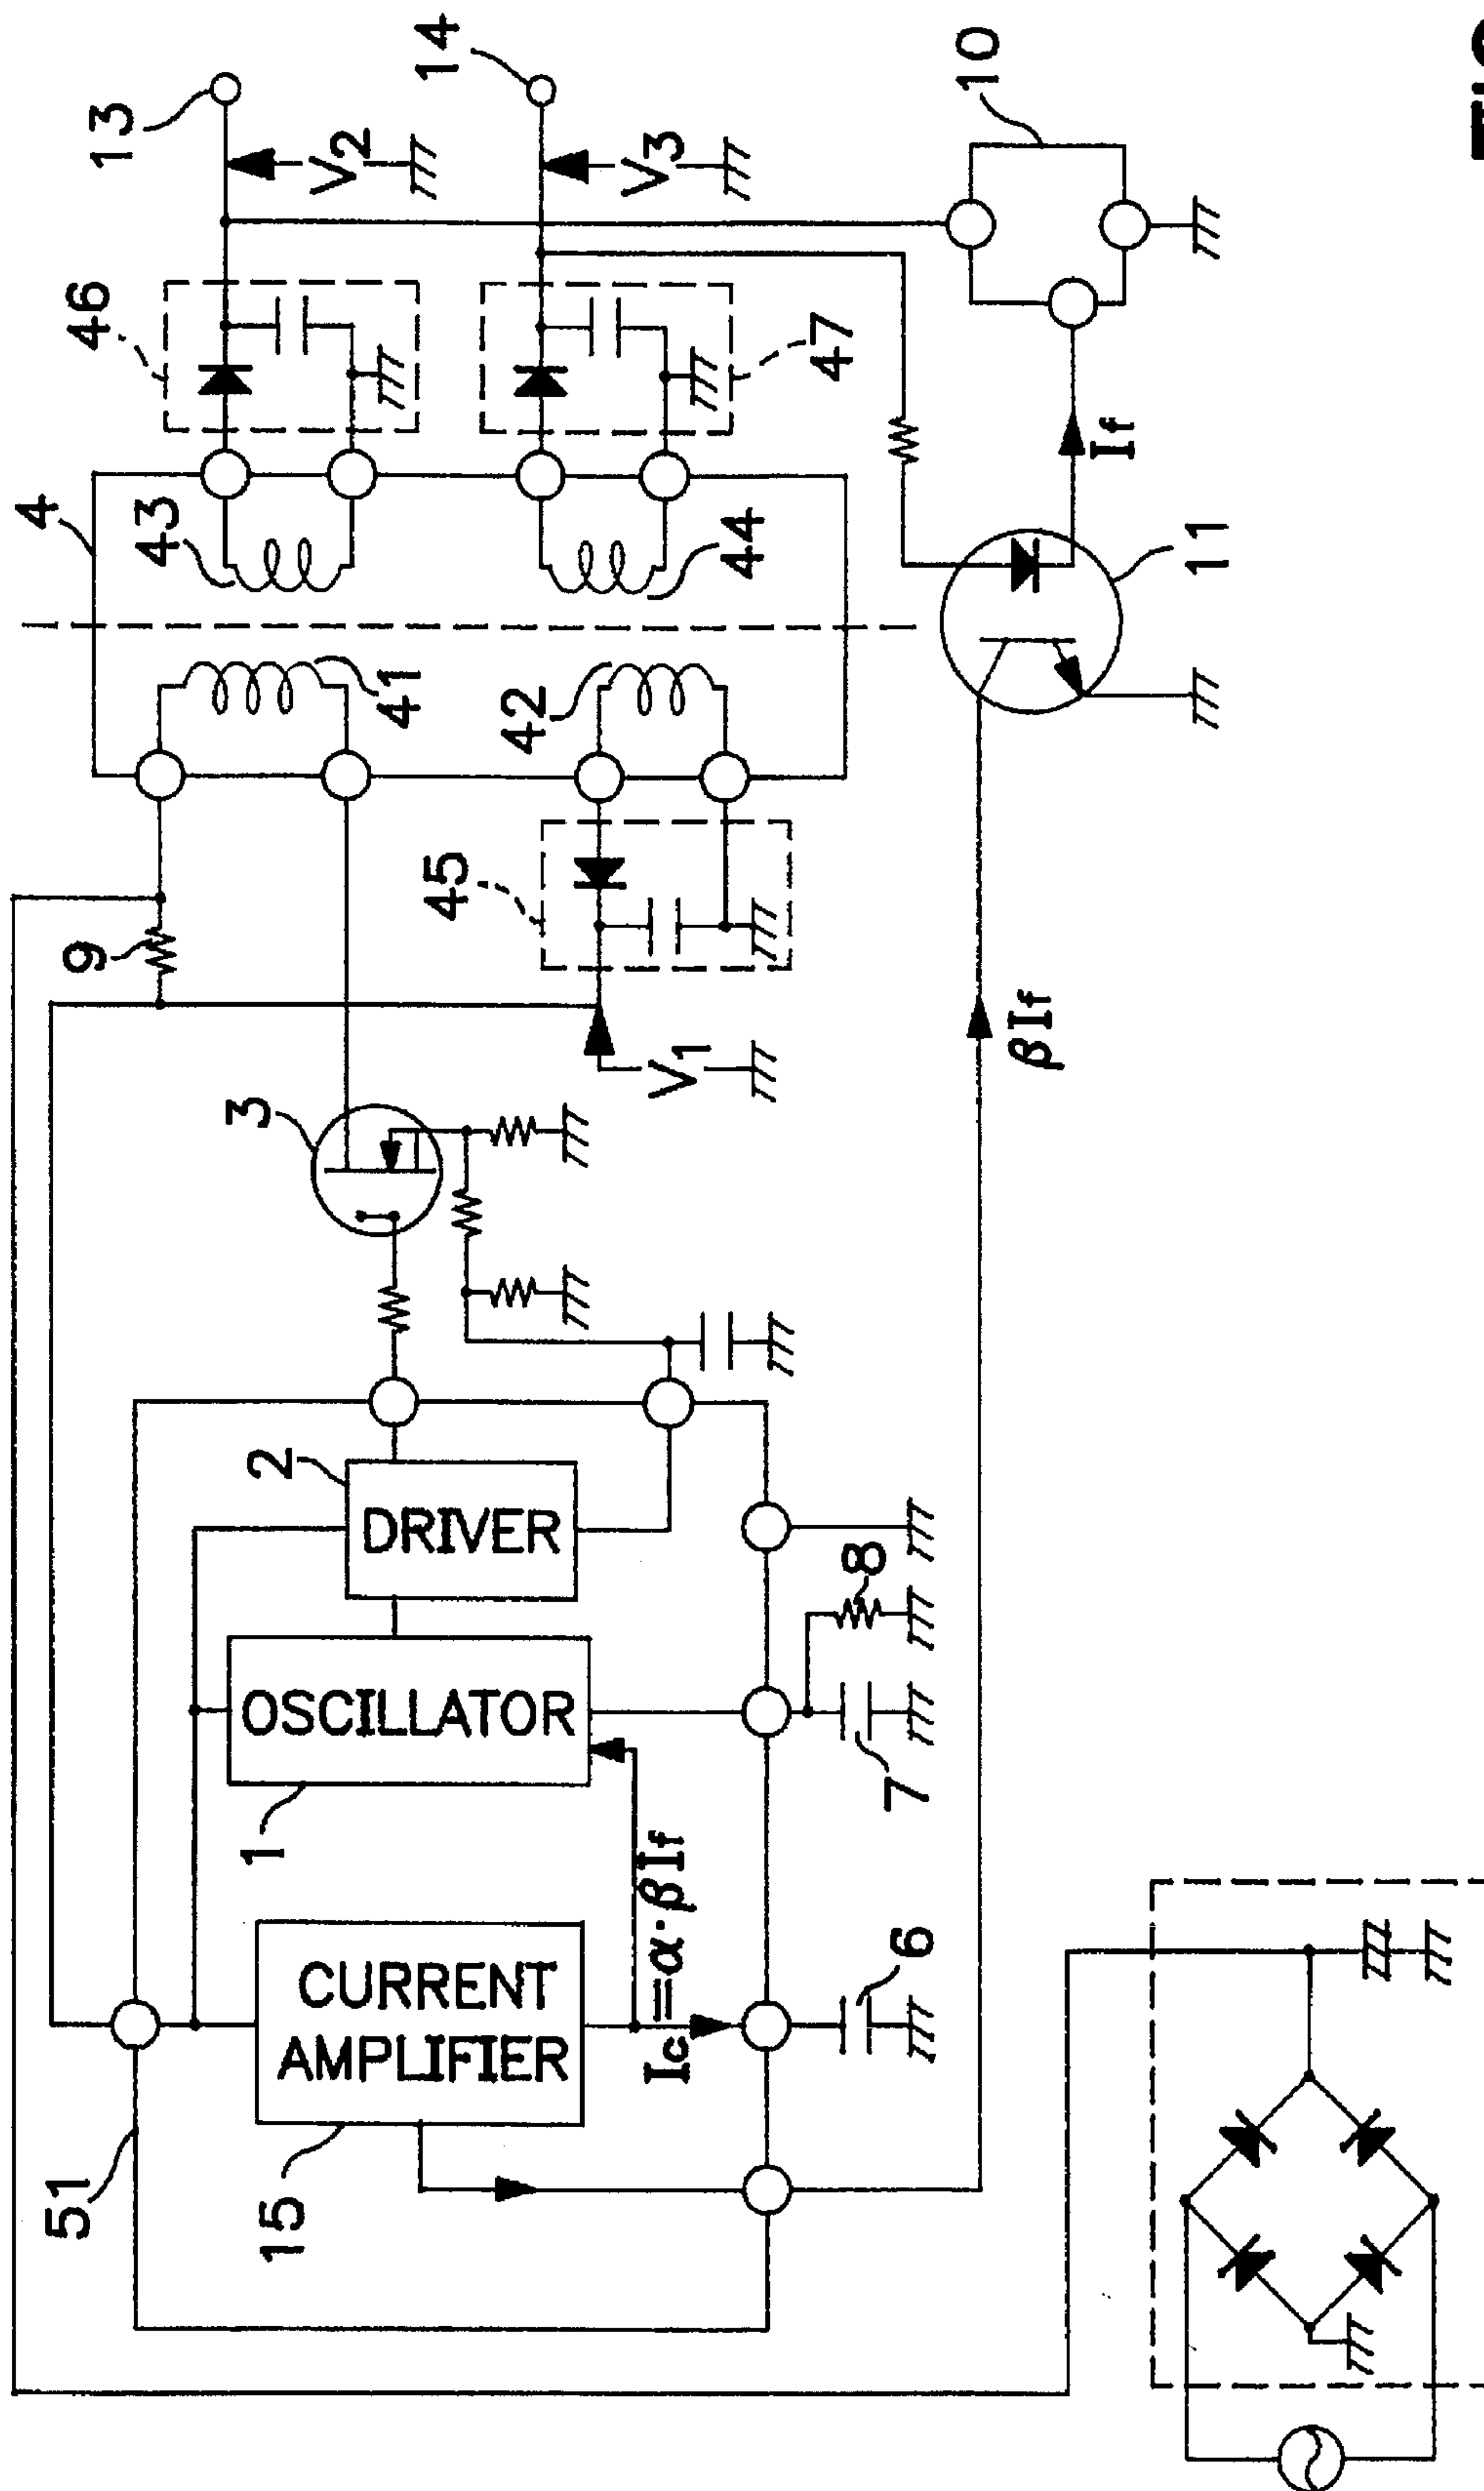 51
15
CURRENT
AMPLIFIER
Ic=α·βIf
6
1
OSCILLATOR
7
8
2
DRIVER
3
9
45
V1
βIf
4
41
42
43
44
46
47
11
If
V2
V3
13
14
10